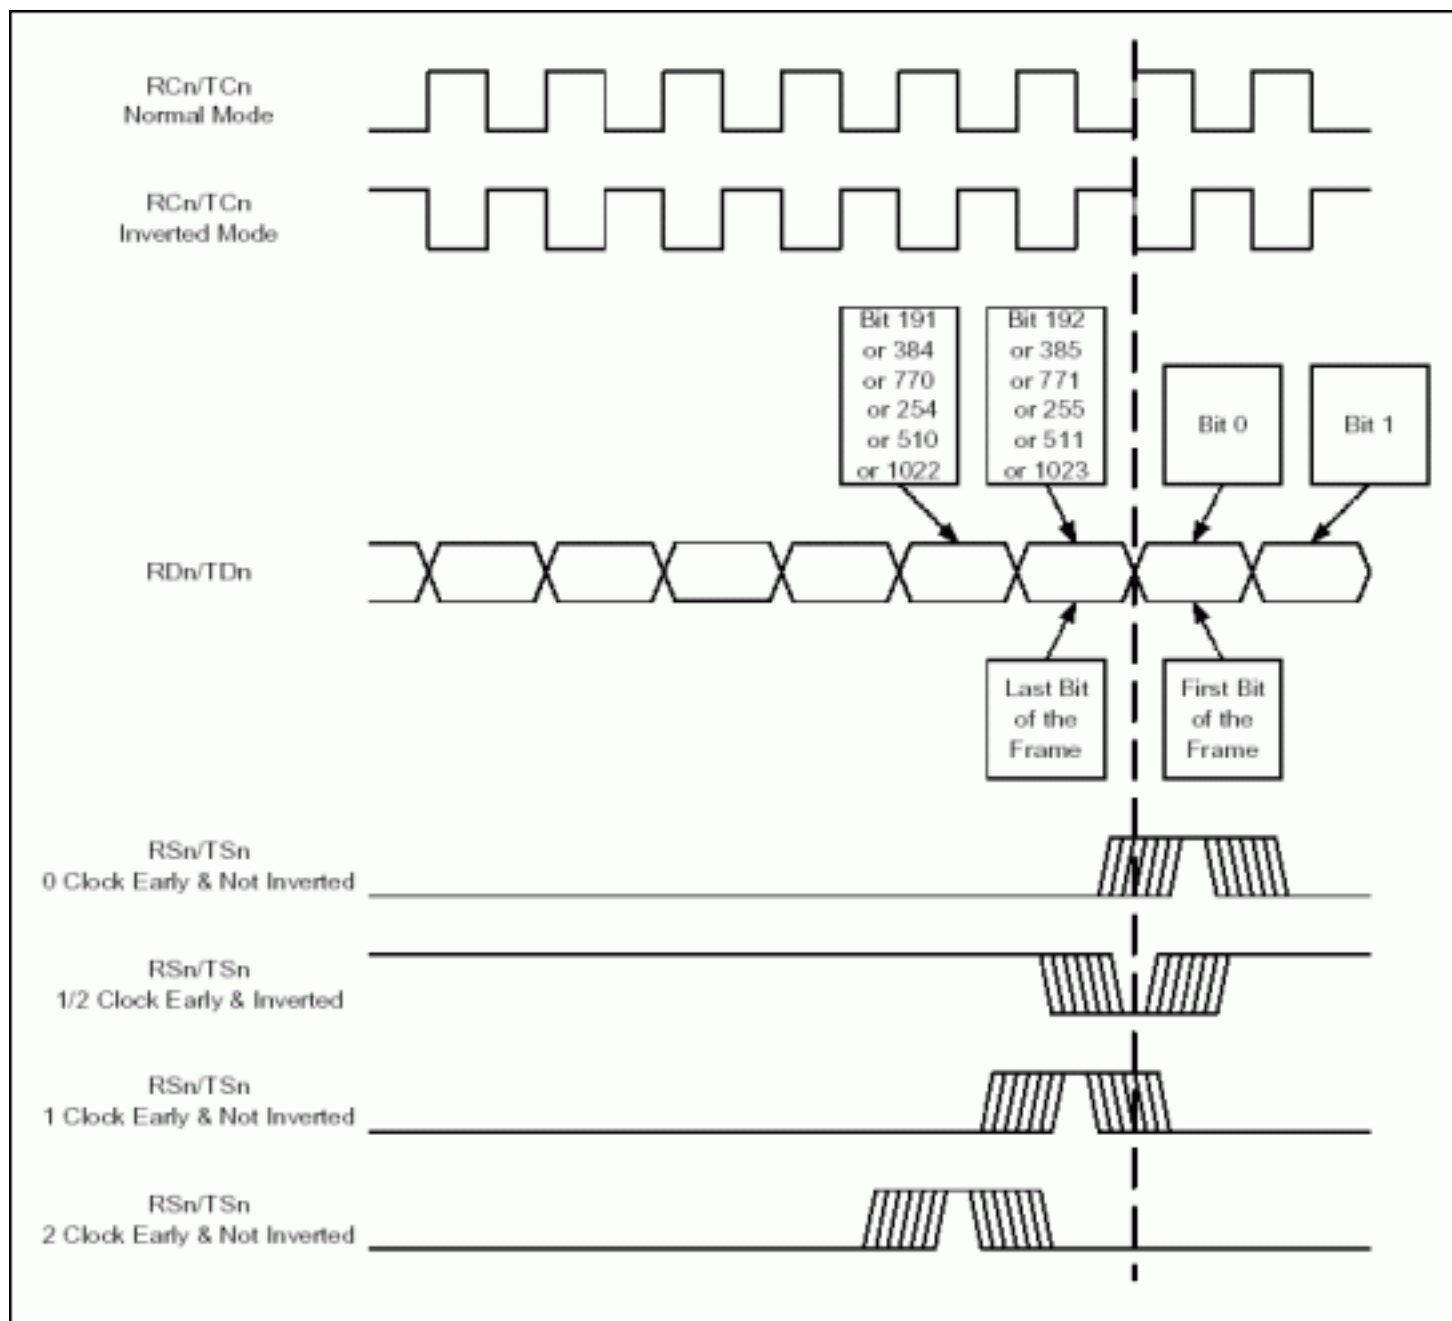 RCn/TCn
Normal Mode
RCn/TCn
Inverted Mode
Bit 191
or 384
or 770
or 254
or 510
or 1022
Bit 192
or 385
or 771
or 255
or 511
or 1023
Bit 0
Bit 1
RDn/TDn
Last Bit
of the
Frame
First Bit
of the
Frame
RSn/TSn
0 Clock Early & Not Inverted
RSn/TSn
1/2 Clock Early & Inverted
RSn/TSn
1 Clock Early & Not Inverted
RSn/TSn
2 Clock Early & Not Inverted